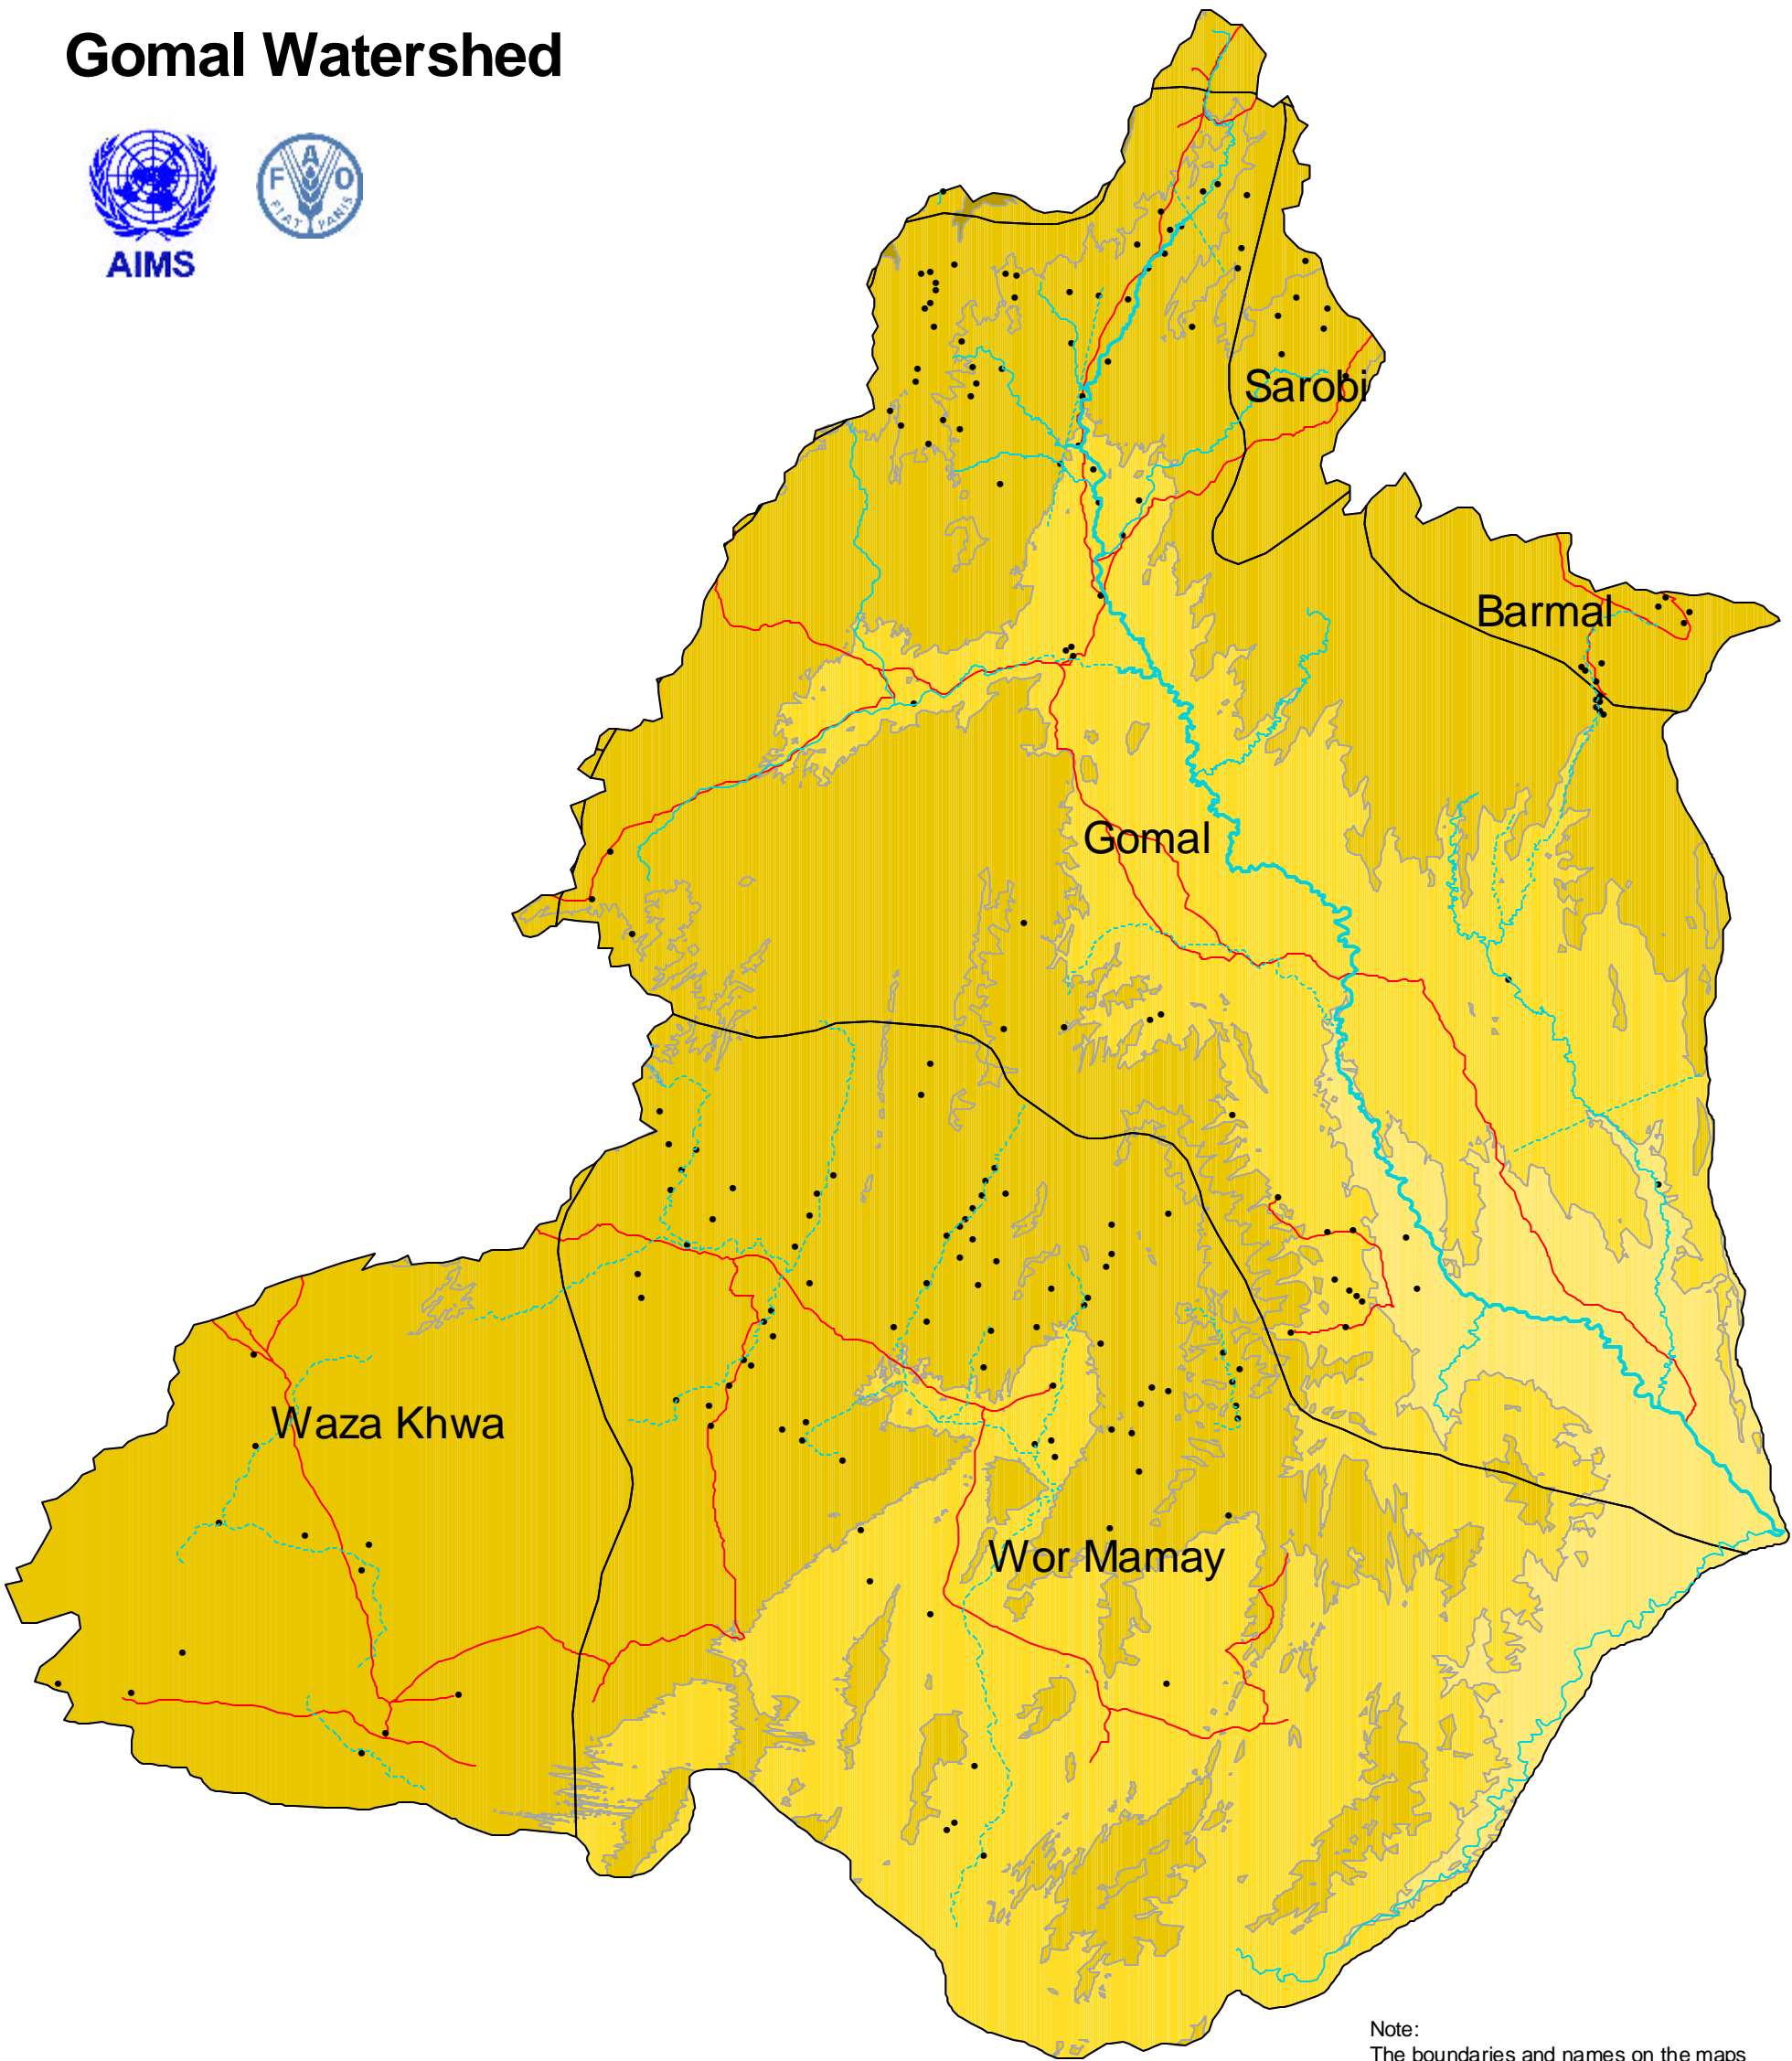 Gomal Watershed
AIMS
F A O
FIAT PANIS
Sarobi
Barmal
Gomal
Waza Khwa
Wor Mamay
Note:
The boundaries and names on the maps